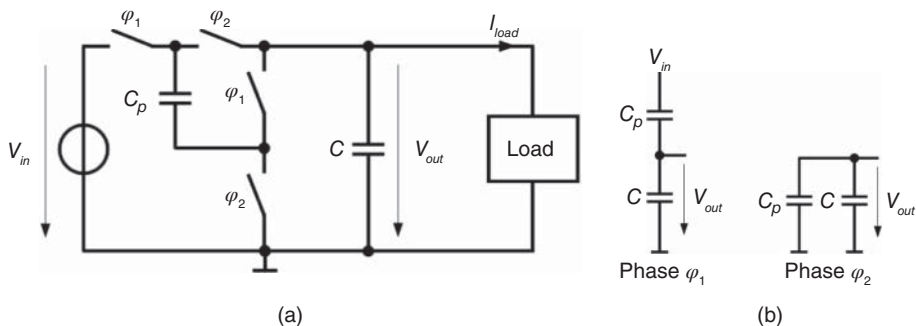 φ1 φ2
Iload
Cp φ1
Vin C Vout Load
φ2
(a)
Vin
Cp
C Vout Cp C Vout
Phase φ1 Phase φ2
(b)